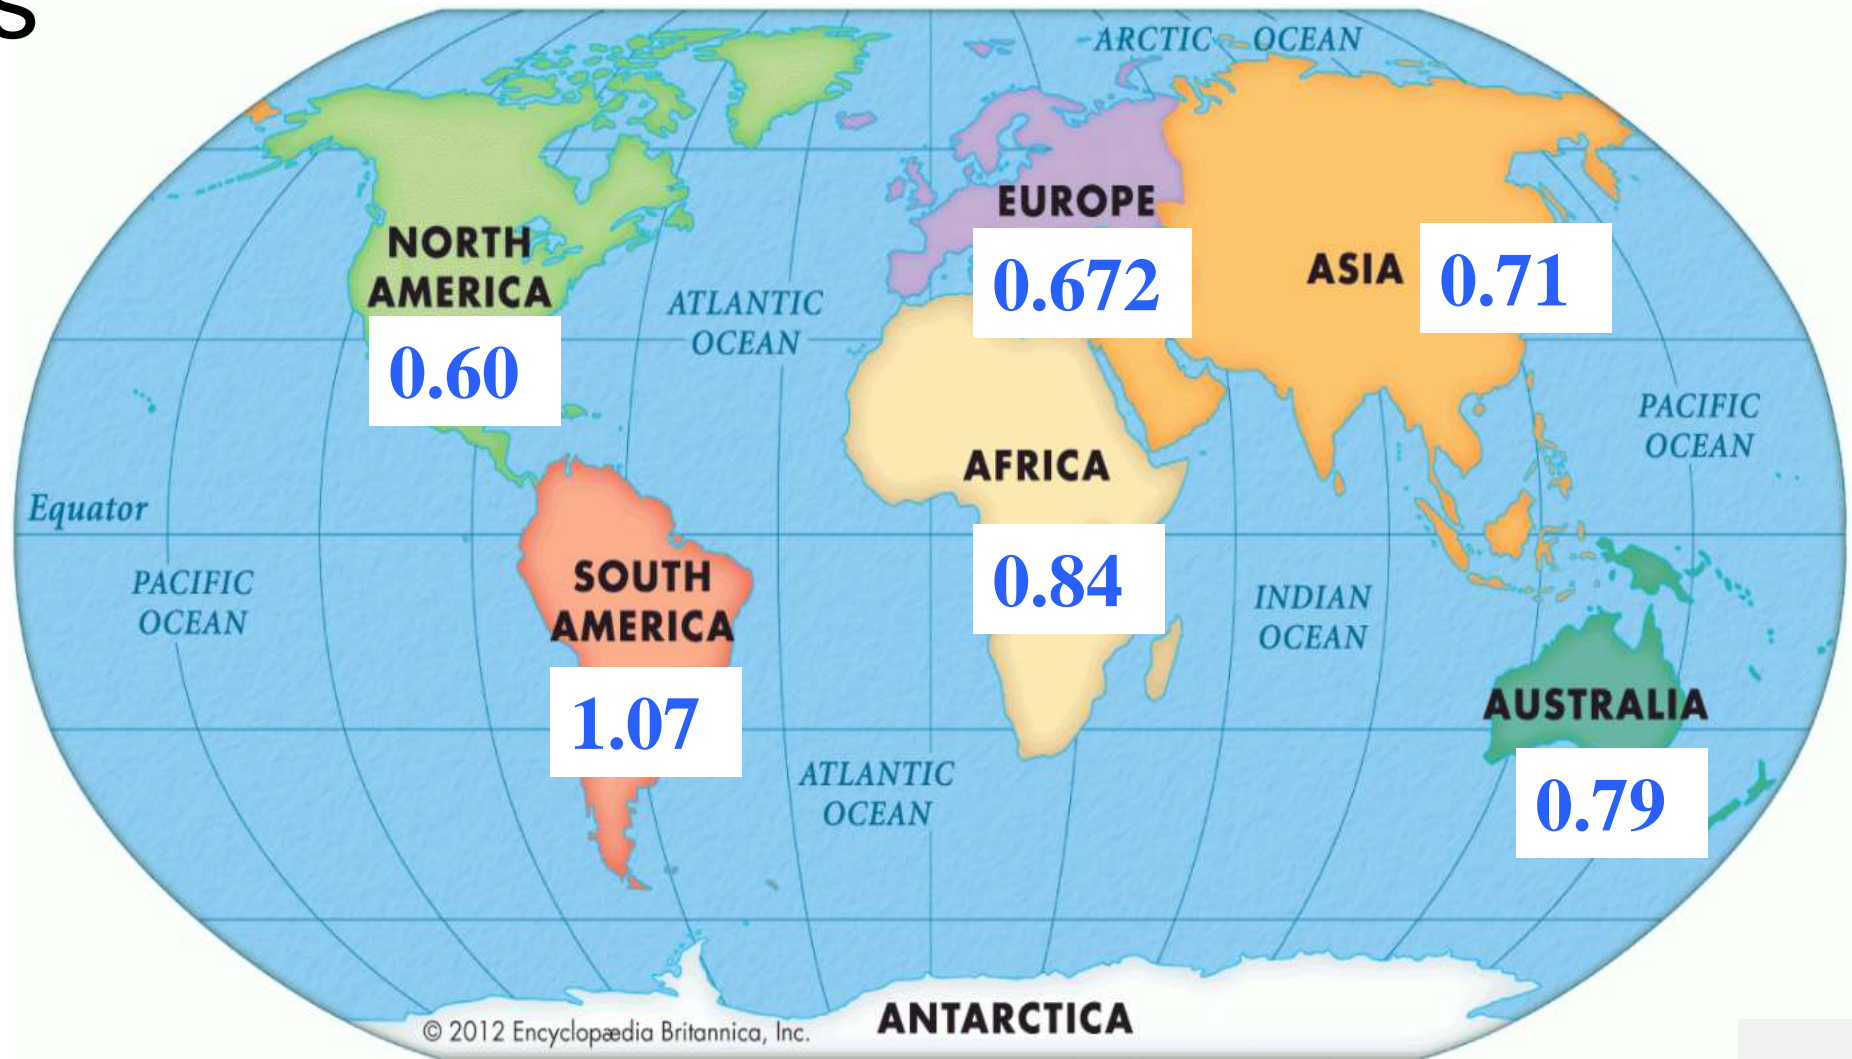 s
ARCTIC OCEAN
EUROPE
0.672
ASIA
0.71
NORTH
AMERICA
0.60
ATLANTIC
OCEAN
PACIFIC
OCEAN
AFRICA
0.84
Equator
SOUTH
AMERICA
1.07
PACIFIC
OCEAN
INDIAN
OCEAN
AUSTRALIA
0.79
ATLANTIC
OCEAN
ANTARCTICA
© 2012 Encyclopædia Britannica, Inc.